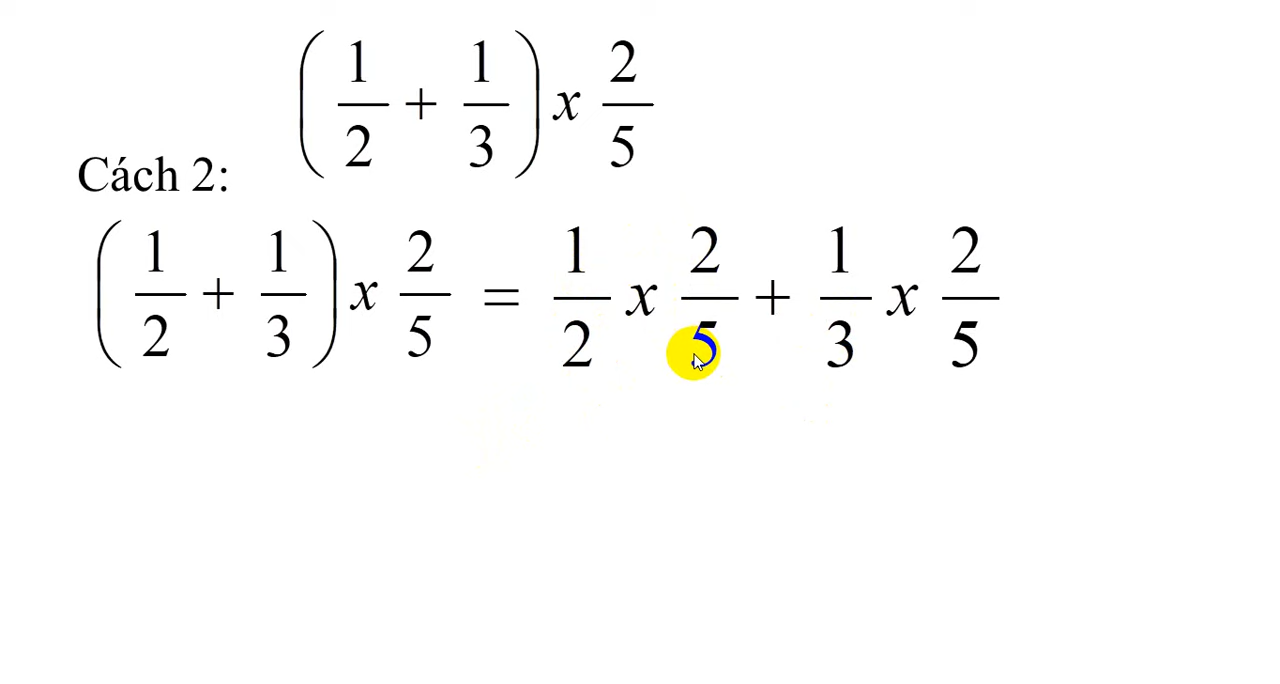 (1/2 + 1/3) x 2/5
Cách 2:
(1/2 + 1/3) x 2/5 = 1/2 x 2/5 + 1/3 x 2/5